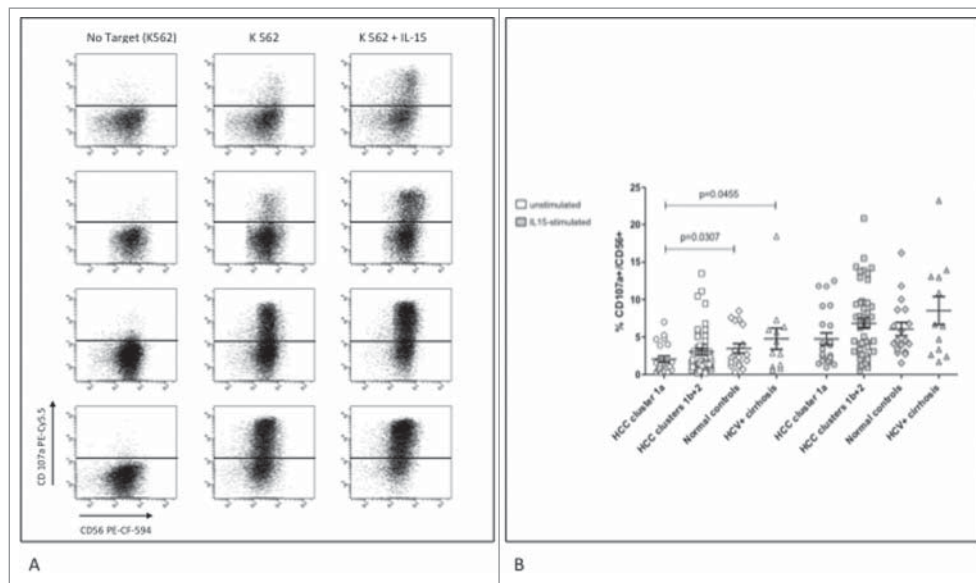 No Target (K562) K 562 K 562 + IL-15
CD 107a PE-Cy5.5
CD56 PE-CF-594
A
unstimulated
IL15-stimulated
% CD107a+/CD56+
25
20
15
10
5
0
p=0.0455
p=0.0307
HCC cluster 1a
HCC clusters 1b+2
Normal controls
HCV+ cirrhosis
HCC cluster 1a
HCC clusters 1b+2
Normal controls
HCV+ cirrhosis
B